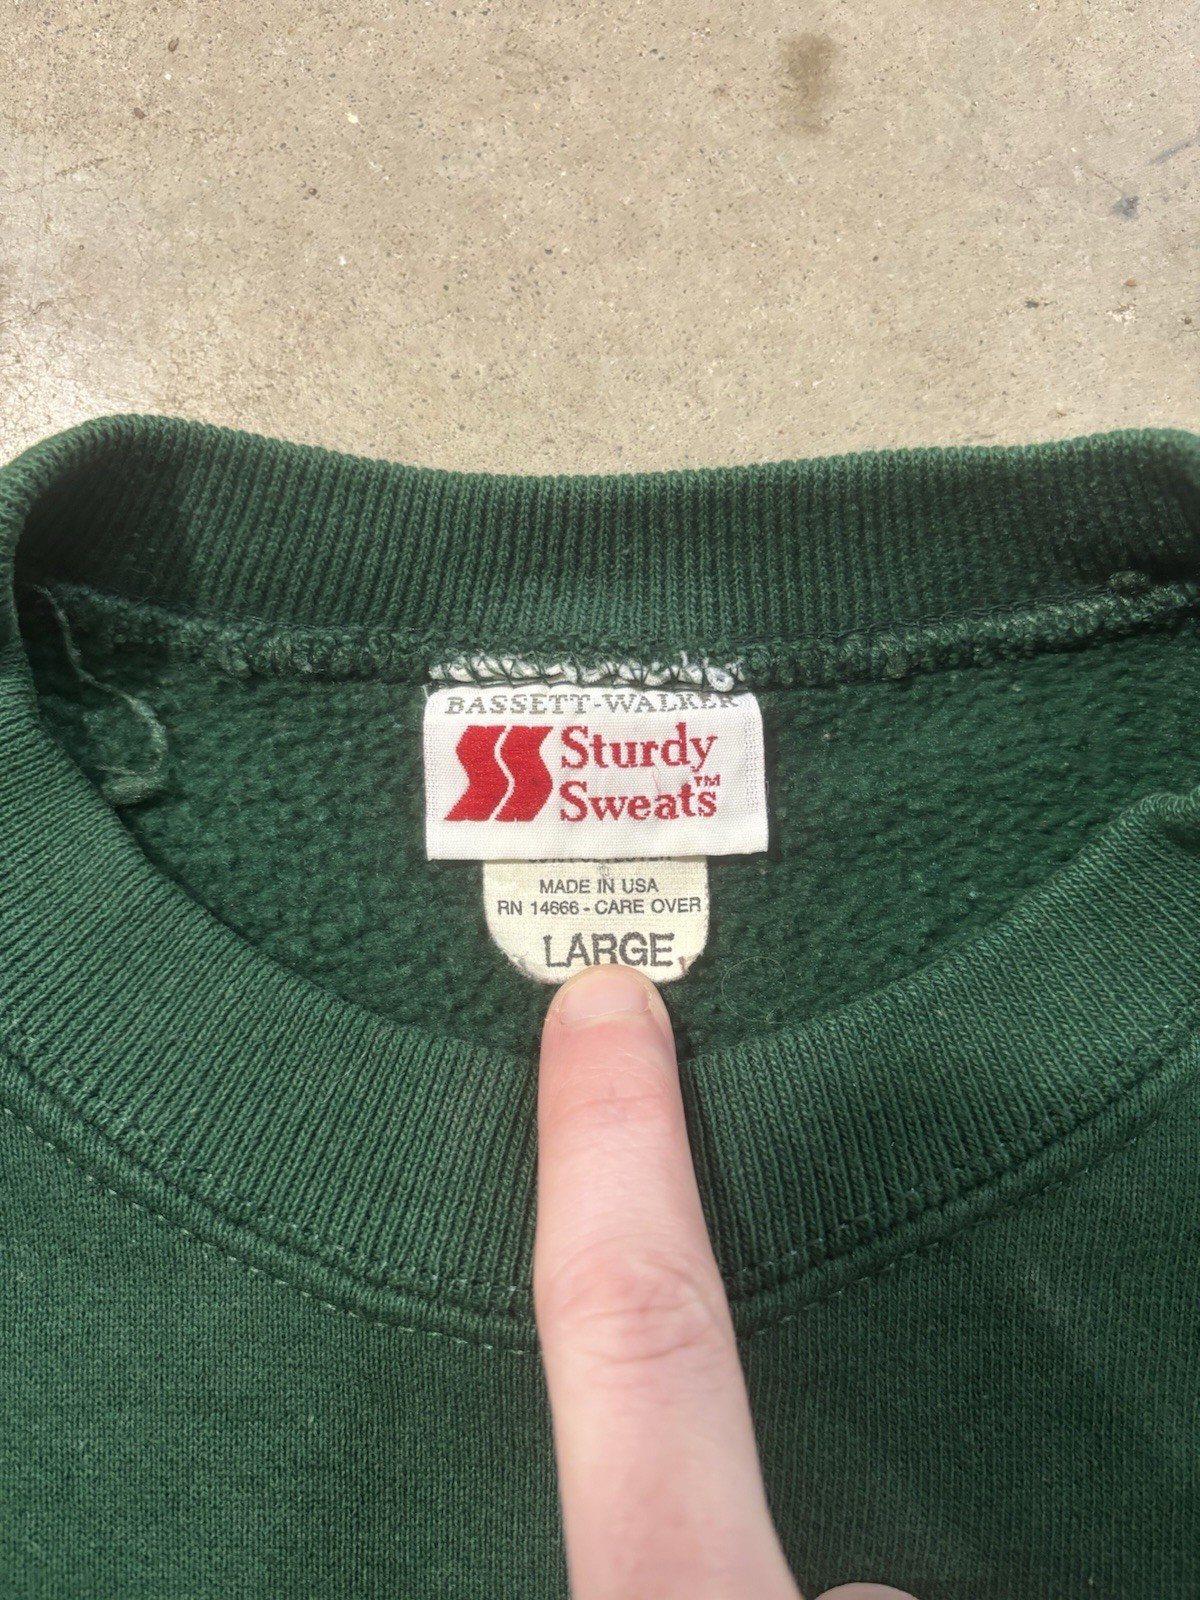 BASSETT-WALKER
Sturdy
Sweats™
MADE IN USA
RN 14666 - CARE OVER
LARGE